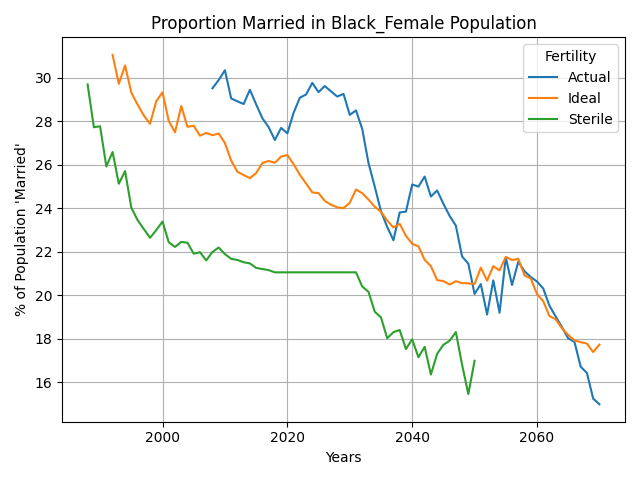 Proportion Married in Black_Female Population
% of Population 'Married'
30
28
26
24
22
20
18
16
2000
2020
2040
2060
Years
Fertility
Actual
Ideal
Sterile